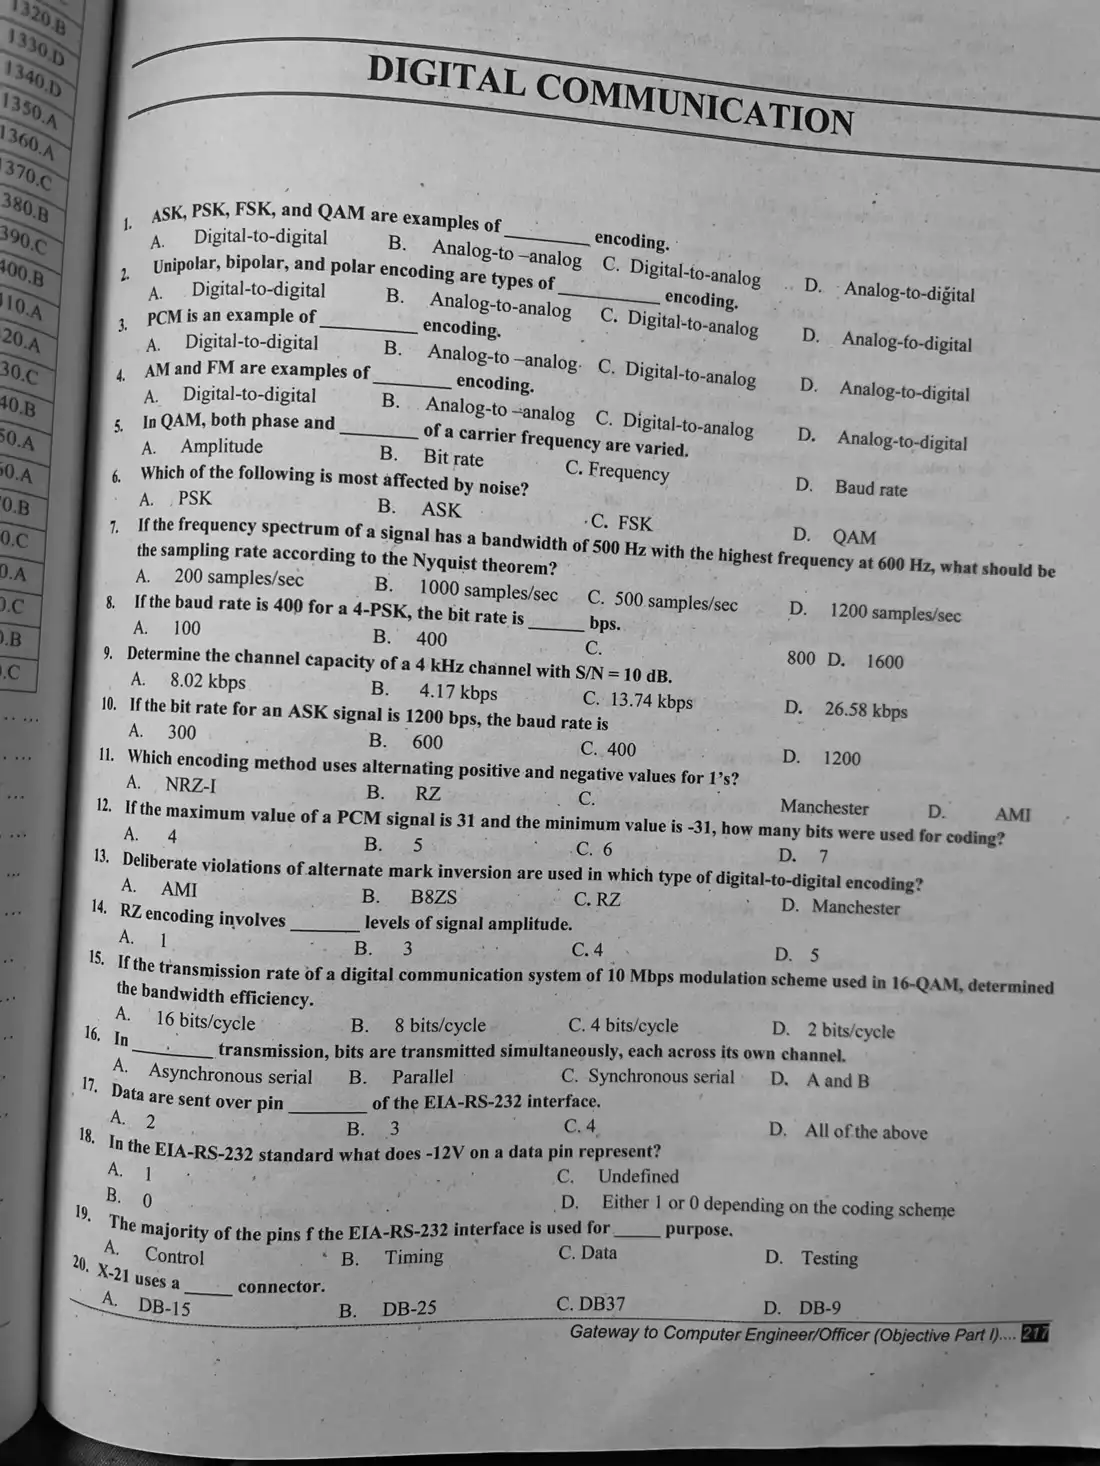 1320.B
1330.D
1340.D
1350.A
1360.A
1370.C
380.B
390.C
400.B
110.A
20.A
30.C
40.B
50.A
0.A
0.B
0.C
0.A
.C
.B
.C
DIGITAL COMMUNICATION
1. ASK, PSK, FSK, and QAM are examples of ________ encoding.
A. Digital-to-digital B. Analog-to –analog C. Digital-to-analog D. Analog-to-digital
2. Unipolar, bipolar, and polar encoding are types of ________ encoding.
A. Digital-to-digital B. Analog-to-analog C. Digital-to-analog D. Analog-to-digital
3. PCM is an example of ________ encoding.
A. Digital-to-digital B. Analog-to –analog C. Digital-to-analog D. Analog-to-digital
4. AM and FM are examples of ________ encoding.
A. Digital-to-digital B. Analog-to –analog C. Digital-to-analog D. Analog-to-digital
5. In QAM, both phase and ________ of a carrier frequency are varied.
A. Amplitude B. Bit rate C. Frequency D. Baud rate
6. Which of the following is most affected by noise?
A. PSK B. ASK C. FSK D. QAM
7. If the frequency spectrum of a signal has a bandwidth of 500 Hz with the highest frequency at 600 Hz, what should be
the sampling rate according to the Nyquist theorem?
A. 200 samples/sec B. 1000 samples/sec C. 500 samples/sec D. 1200 samples/sec
8. If the baud rate is 400 for a 4-PSK, the bit rate is ______ bps.
A. 100 B. 400 C. 800 D. 1600
9. Determine the channel capacity of a 4 kHz channel with S/N = 10 dB.
A. 8.02 kbps B. 4.17 kbps C. 13.74 kbps D. 26.58 kbps
10. If the bit rate for an ASK signal is 1200 bps, the baud rate is
A. 300 B. 600 C. 400 D. 1200
11. Which encoding method uses alternating positive and negative values for 1's?
A. NRZ-I B. RZ C. Manchester D. AMI
12. If the maximum value of a PCM signal is 31 and the minimum value is -31, how many bits were used for coding?
A. 4 B. 5 C. 6 D. 7
13. Deliberate violations of alternate mark inversion are used in which type of digital-to-digital encoding?
A. AMI B. B8ZS C. RZ D. Manchester
14. RZ encoding involves _______ levels of signal amplitude.
A. 1 B. 3 C. 4 D. 5
15. If the transmission rate of a digital communication system of 10 Mbps modulation scheme used in 16-QAM, determined
the bandwidth efficiency.
A. 16 bits/cycle B. 8 bits/cycle C. 4 bits/cycle D. 2 bits/cycle
16. In ________ transmission, bits are transmitted simultaneously, each across its own channel.
A. Asynchronous serial B. Parallel C. Synchronous serial D. A and B
17. Data are sent over pin ________ of the EIA-RS-232 interface.
A. 2 B. 3 C. 4 D. All of the above
18. In the EIA-RS-232 standard what does -12V on a data pin represent?
A. 1 C. Undefined
B. 0 D. Either 1 or 0 depending on the coding scheme
19. The majority of the pins f the EIA-RS-232 interface is used for _____ purpose.
A. Control B. Timing C. Data D. Testing
20. X-21 uses a _____ connector.
A. DB-15 B. DB-25 C. DB37 D. DB-9
Gateway to Computer Engineer/Officer (Objective Part I).... 217